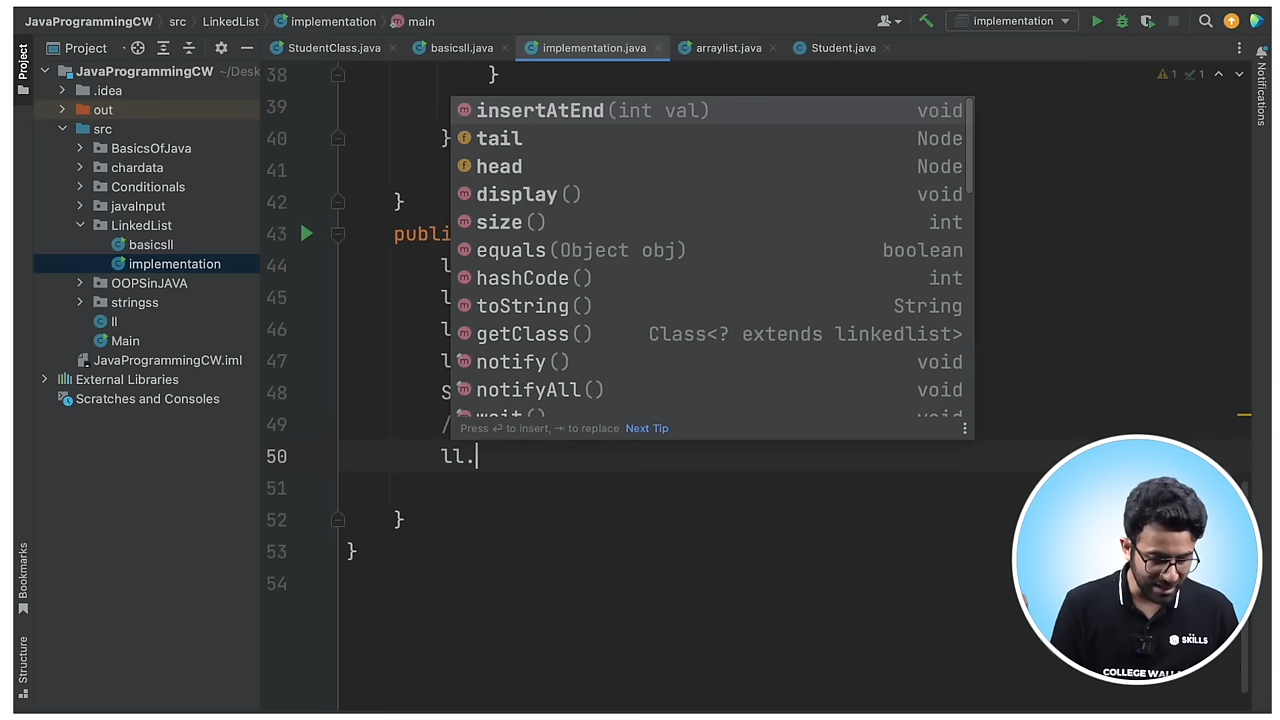 JavaProgrammingCW src LinkedList implementation main implementation
Project StudentClass.java basicsll.java implementation.java arraylist.java Student.java
Project
JavaProgrammingCW ~/Desk
.idea
out
src
BasicsOfJava
chardata
Conditionals
javaInput
LinkedList
basicsll
implementation
OOPSinJAVA
stringss
ll
Main
JavaProgrammingCW.iml
External Libraries
Scratches and Consoles
Bookmarks
Structure
38 }
39
40 }
41
42 }
43 publi
44 l
45 l
46 l
47 l
48 S
49 /
50 ll.
51
52 }
53 }
54
insertAtEnd(int val) void
tail Node
head Node
display() void
size() int
equals(Object obj) boolean
hashCode() int
toString() String
getClass() Class<? extends linkedlist>
notify() void
notifyAll() void
wait() void
Press ⏎ to insert, ⇥ to replace Next Tip
1 1
Notifications
SKILLS
COLLEGE WALL